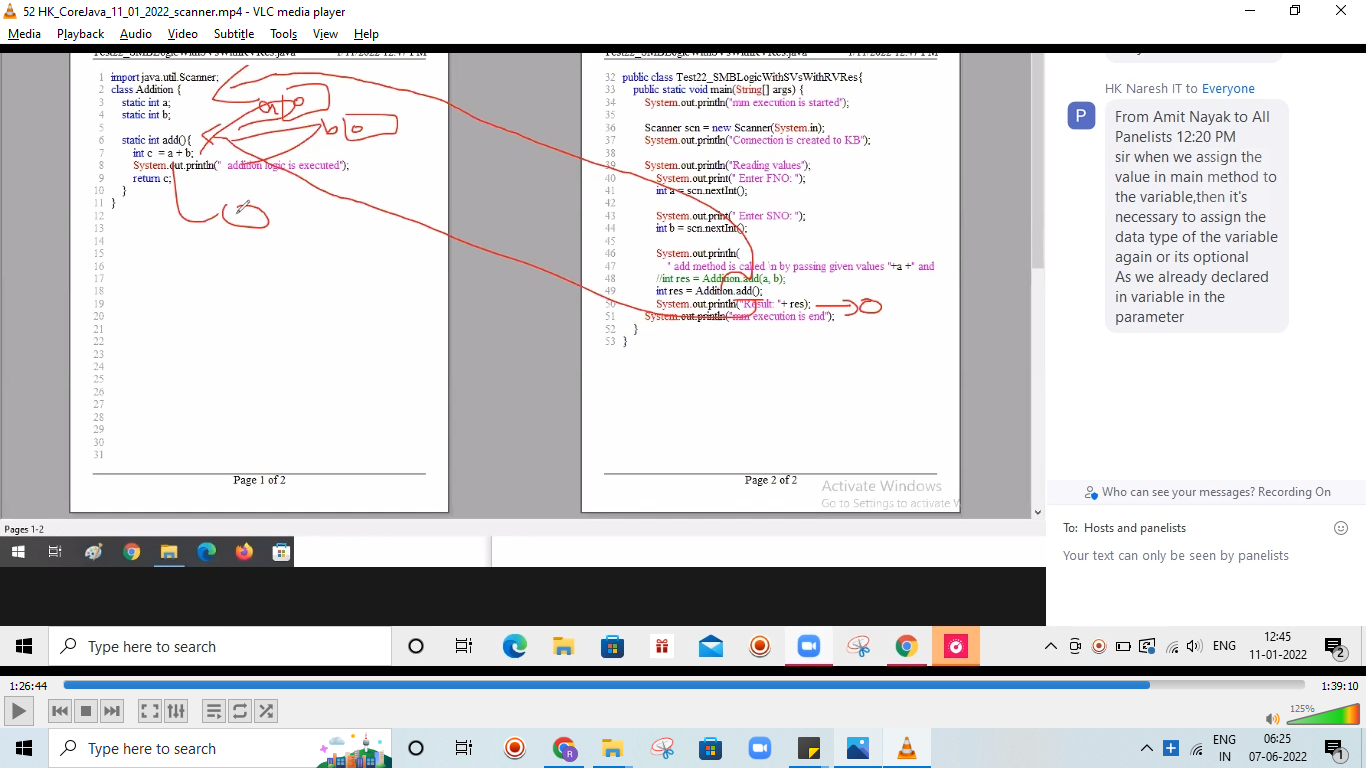 52 HK_CoreJava_11_01_2022_scanner.mp4 - VLC media player
Media Playback Audio Video Subtitle Tools View Help
Test22_SMBLogicWithSVsWithRVRes.java 1/11/2022 12:47 PM
1 import java.util.Scanner;
2 class Addition {
3 static int a;
4 static int b;
5
6 static int add(){
7 int c = a + b;
8 System.out.println(" addition logic is executed");
9 return c;
10 }
11 }
12
13
14
15
16
17
18
19
20
21
22
23
24
25
26
27
28
29
30
31
a 0
b 0
Page 1 of 2
Test22_SMBLogicWithSVsWithRVRes.java 1/11/2022 12:47 PM
32 public class Test22_SMBLogicWithSVsWithRVRes{
33 public static void main(String[] args) {
34 System.out.println("mm execution is started");
35
36 Scanner scn = new Scanner(System.in);
37 System.out.println("Connection is created to KB");
38
39 System.out.println("Reading values");
40 System.out.print(" Enter FNO: ");
41 int a = scn.nextInt();
42
43 System.out.print(" Enter SNO: ");
44 int b = scn.nextInt();
45
46 System.out.println(
47 " add method is called \n by passing given values "+a +" and
48 //int res = Addition.add(a, b);
49 int res = Addition.add();
50 System.out.println("Result: "+ res); 0
51 System.out.println("mm execution is end");
52 }
53 }
Page 2 of 2
Activate Windows
Go to Settings to activate W
Pages 1-2
HK Naresh IT to Everyone
P
From Amit Nayak to All
Panelists 12:20 PM
sir when we assign the
value in main method to
the variable,then it's
necessary to assign the
data type of the variable
again or its optional
As we already declared
in variable in the
parameter
Who can see your messages? Recording On
To: Hosts and panelists
Your text can only be seen by panelists
Type here to search
ENG
12:45
11-01-2022
2
1:26:44 1:39:10
125%
Type here to search
R
ENG
IN
06:25
07-06-2022
1